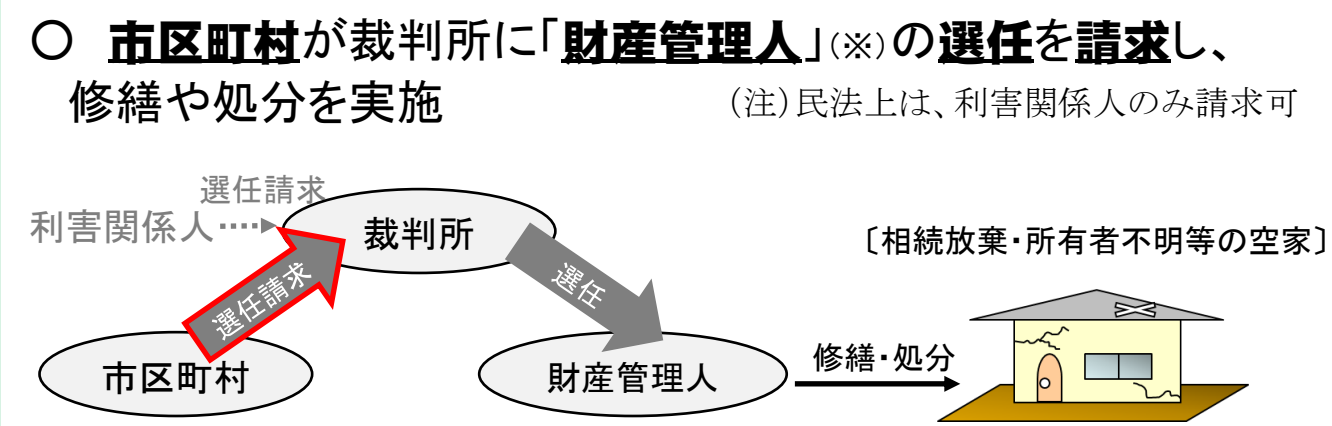 ○ 市区町村が裁判所に「財産管理人」(※)の選任を請求し、
修繕や処分を実施
(注)民法上は、利害関係人のみ請求可
選任請求
利害関係人
裁判所
〔相続放棄・所有者不明等の空家〕
選任請求
選任
市区町村
財産管理人
修繕・処分